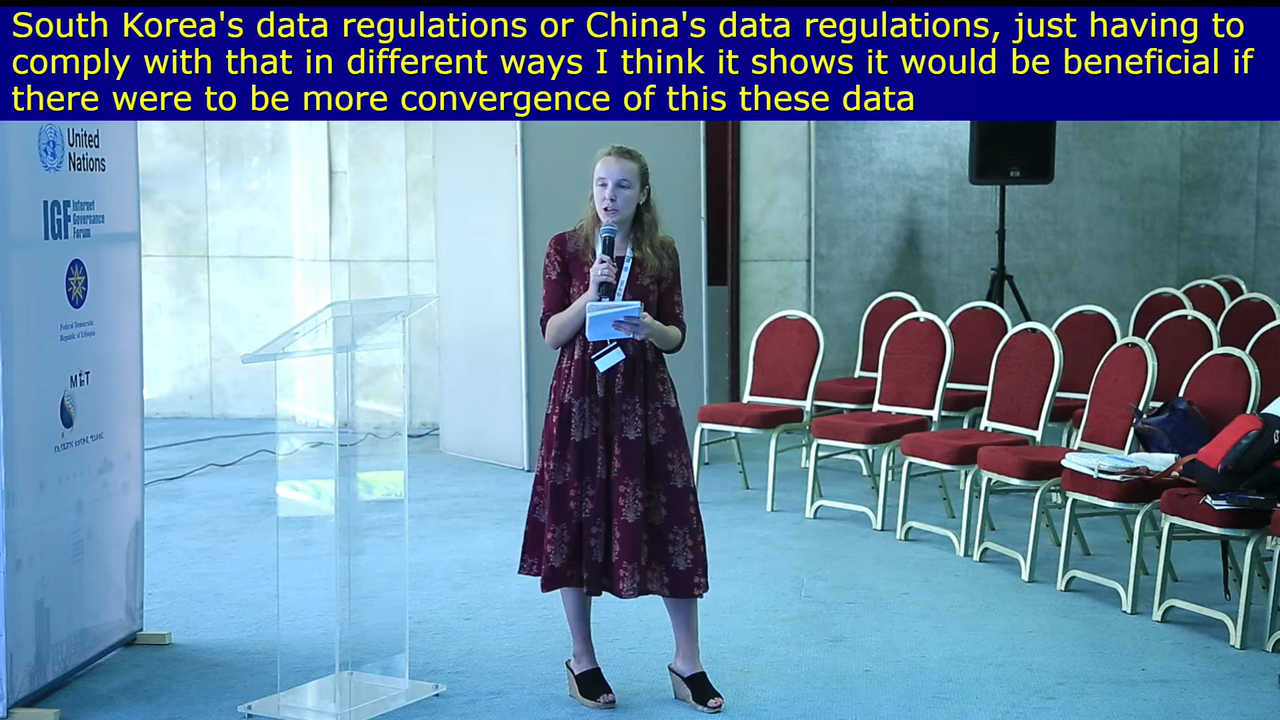 South Korea's data regulations or China's data regulations, just having to
comply with that in different ways I think it shows it would be beneficial if
there were to be more convergence of this these data
United
Nations
IGF
Internet
Governance
Forum
Federal Democratic
Republic of Ethiopia